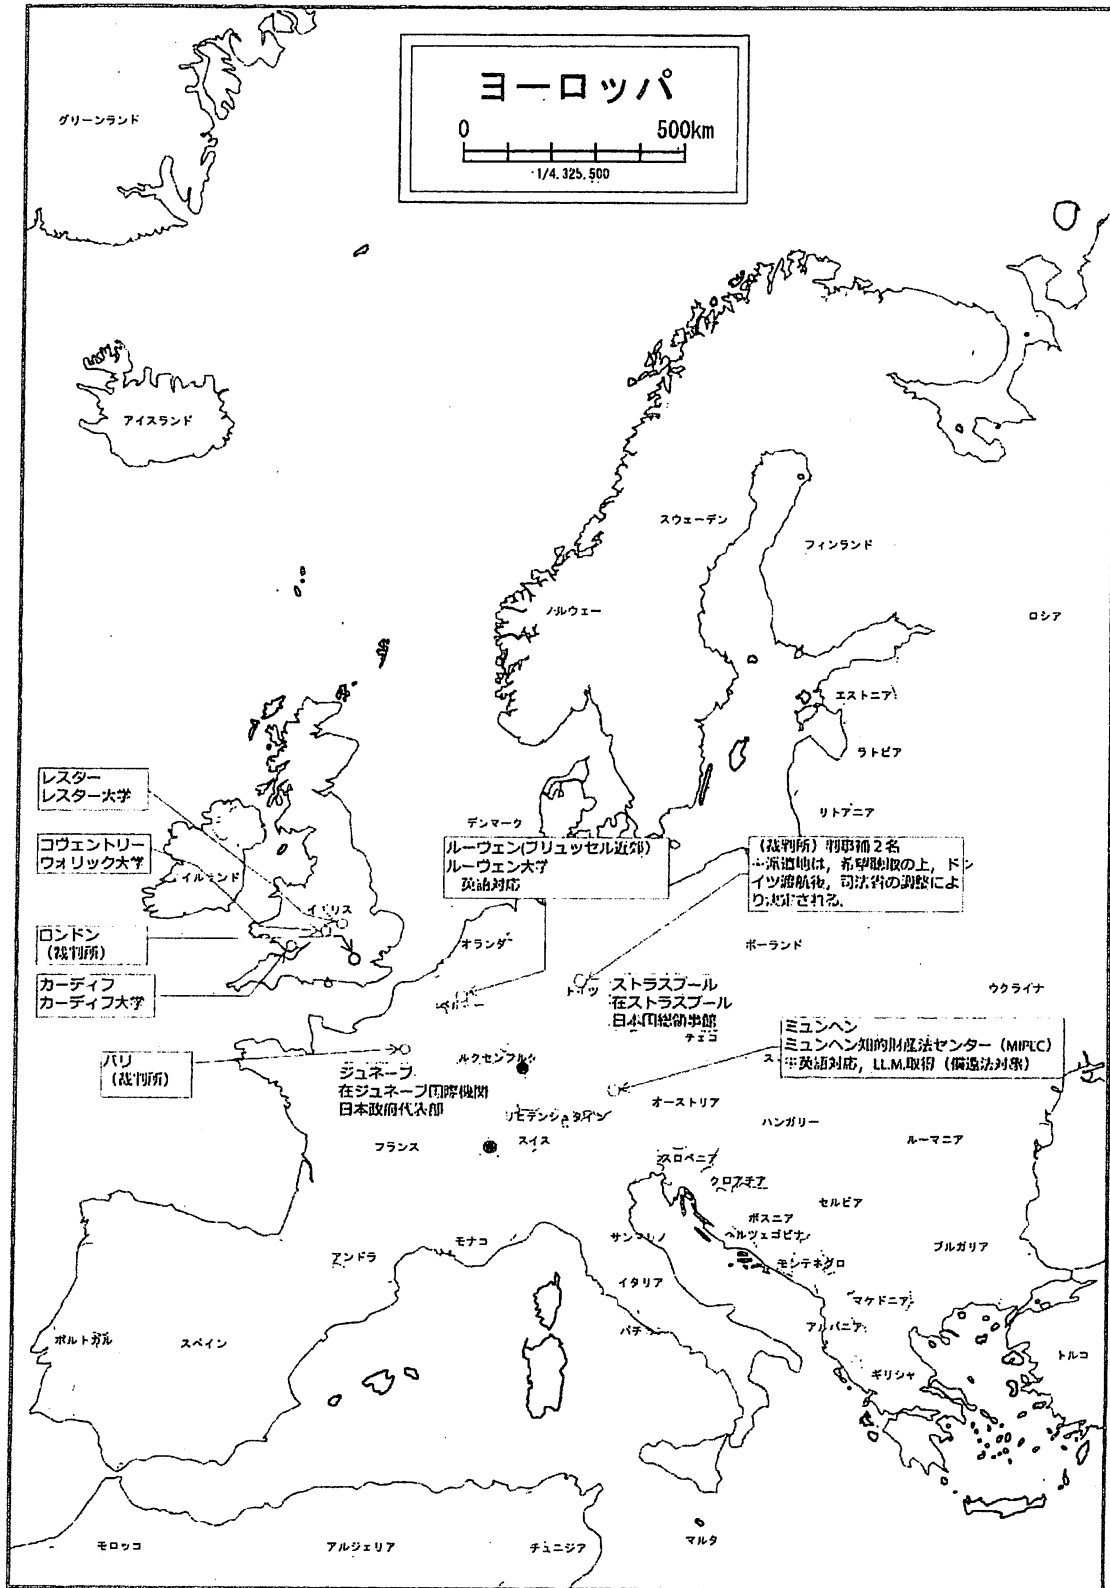 ヨーロッパ
0 500km
1/4,325,500
グリーンランド
アイスランド
スウェーデン
フィンランド
ノルウェー
ロシア
エストニア
ラトビア
リトアニア
デンマーク
レスター
レスター大学
コヴェントリー
ウォリック大学
イルランド
イギリス
ロンドン
(裁判所)
カーディフ
カーディフ大学
ルーヴェン(ブリュッセル近郊)
ルーヴェン大学
英語対応
(裁判所) 判事補2名
※派遣地は,希望聴取の上,ド
イツ渡航後,司法省の調整によ
り決定される.
オランダ
ポーランド
ドイツ
ウクライナ
ストラスブール
在ストラスブール
日本国総領事館
チェコ
パリ
(裁判所)
ルクセンブルク
ジュネーブ
在ジュネーブ国際機関
日本政府代表部
ミュンヘン
ミュンヘン知的財産法センター(MIPLC)
※英語対応, LL.M.取得(償還法対象)
オーストリア
リヒテンシュタイン
スイス
フランス
ハンガリー
ルーマニア
スロベニア
クロアチア
セルビア
ボスニア
ヘルツェゴビナ
モンテネグロ
ブルガリア
マケドニア
アルバニア
サンマリノ
イタリア
モナコ
アンドラ
ポルトガル
スペイン
ギリシャ
トルコ
モロッコ
アルジェリア
チュニジア
マルタ